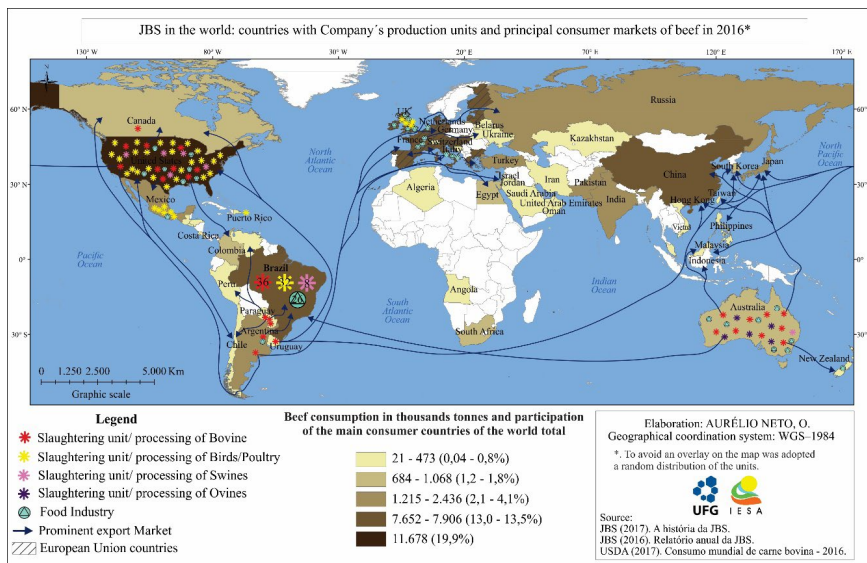 JBS in the world: countries with Company´s production units and principal consumer markets of beef in 2016*
130° W
80° W
30° W
20° E
70° E
120° E
170° E
60° N
30° N
0°
30° S
60° N
30° N
0°
30° S
Canada
United States
Mexico
Puerto Rico
Costa Rica
Colombia
Peru
Brazil
36
8
Paraguay
Argentina
Chile
Uruguay
North
Atlantic
Ocean
Pacific
Ocean
South
Atlantic
Ocean
Indian
Ocean
North
Pacific
Ocean
UK
Netherlands
Germany
Belarus
Ukraine
France
Switzerland
Italy
Turkey
Russia
Kazakhstan
Israel
Jordan
Iran
Pakistan
Saudi Arabia
United Arab Emirates
Oman
Algeria
Egypt
India
China
South Korea
Japan
Taiwan
Hong Kong
Philippines
Malaysia
Indonesia
Angola
South Africa
Australia
New Zealand
0 1.250 2.500 5.000 Km
Graphic scale
Legend
Slaughtering unit/ processing of Bovine
Slaughtering unit/ processing of Birds/Poultry
Slaughtering unit/ processing of Swines
Slaughtering unit/ processing of Ovines
Food Industry
Prominent export Market
European Union countries
Beef consumption in thousands tonnes and participation
of the main consumer countries of the world total
21 - 473 (0,04 - 0,8%)
684 - 1.068 (1,2 - 1,8%)
1.215 - 2.436 (2,1 - 4,1%)
7.652 - 7.906 (13,0 - 13,5%)
11.678 (19,9%)
Elaboration: AURÉLIO NETO, O.
Geographical coordination system: WGS–1984
*. To avoid an overlay on the map was adopted
a random distribution of the units.
UFG
IESA
Source:
JBS (2017). A história da JBS.
JBS (2016). Relatório anual da JBS.
USDA (2017). Consumo mundial de carne bovina - 2016.